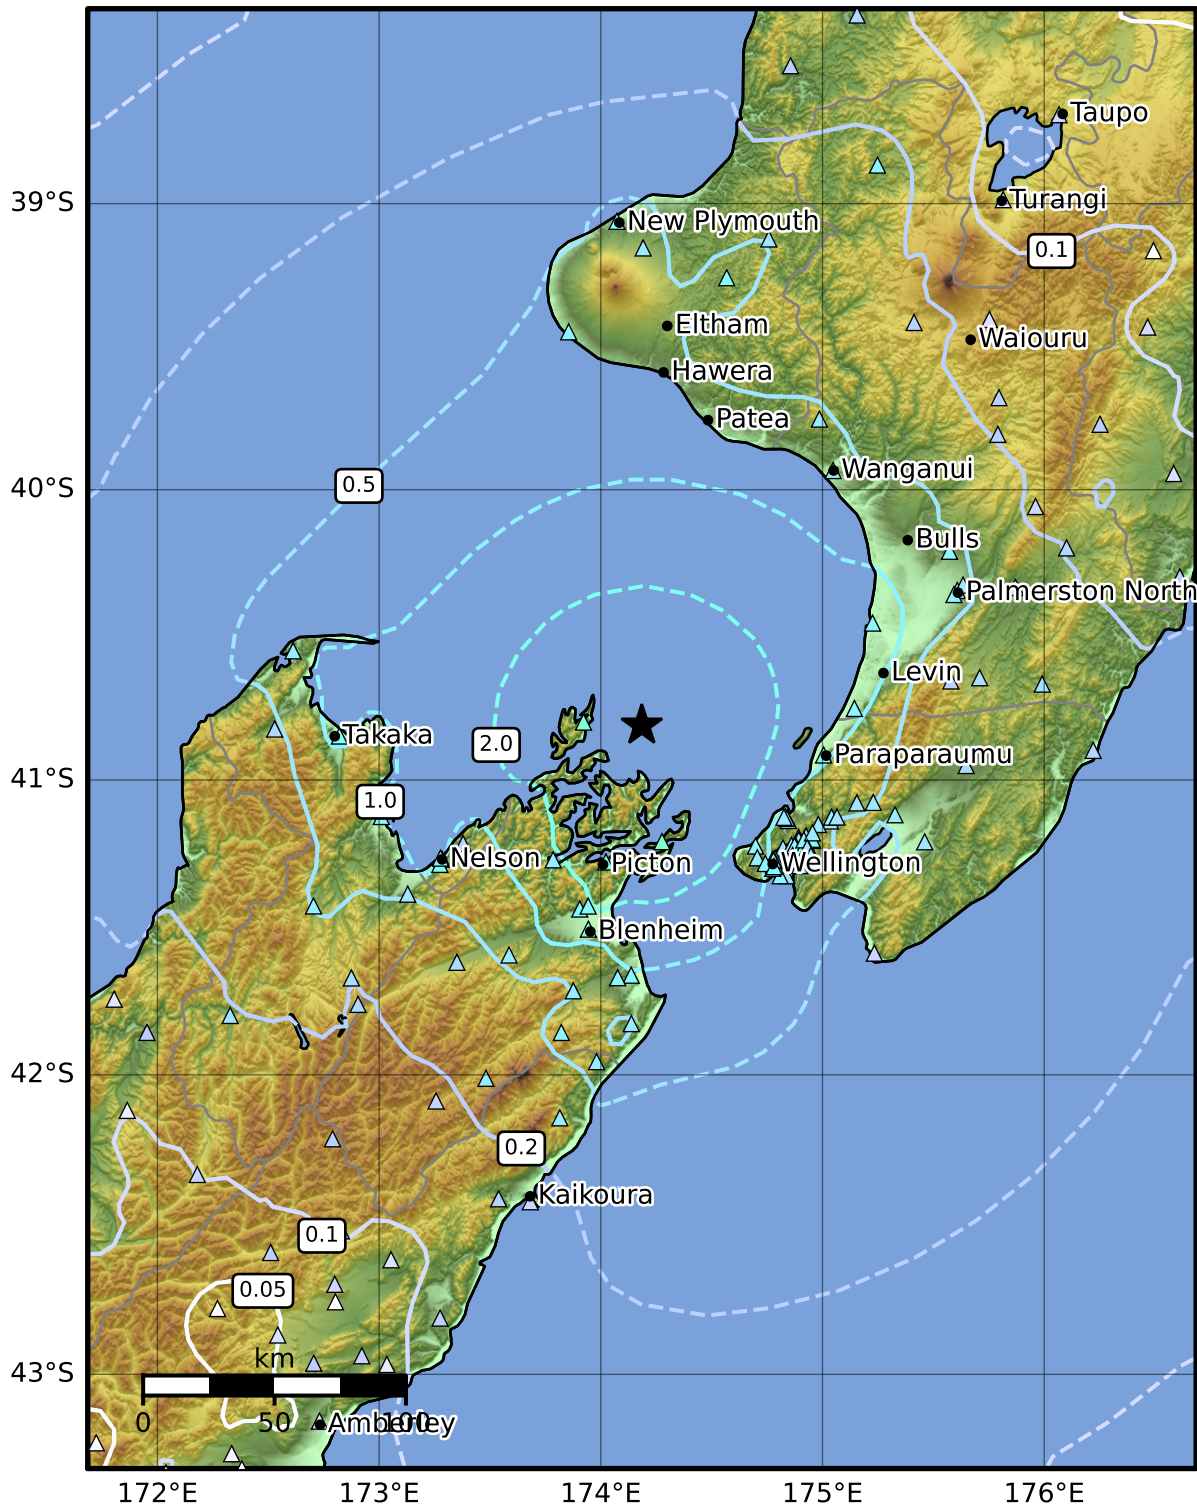 Taupo
39°S
Turangi
New Plymouth
0.1
Eltham
Waiouru
Hawera
Patea
Wanganui
0.5
40°S
Bulls
Palmerston North
Levin
Takaka
2.0
Paraparaumu
41°S
1.0
Nelson
Picton
Wellington
Blenheim
42°S
0.2
Kaikoura
0.1
0.05
km
43°S
0 50 100
Amberley
172°E 173°E 174°E 175°E 176°E